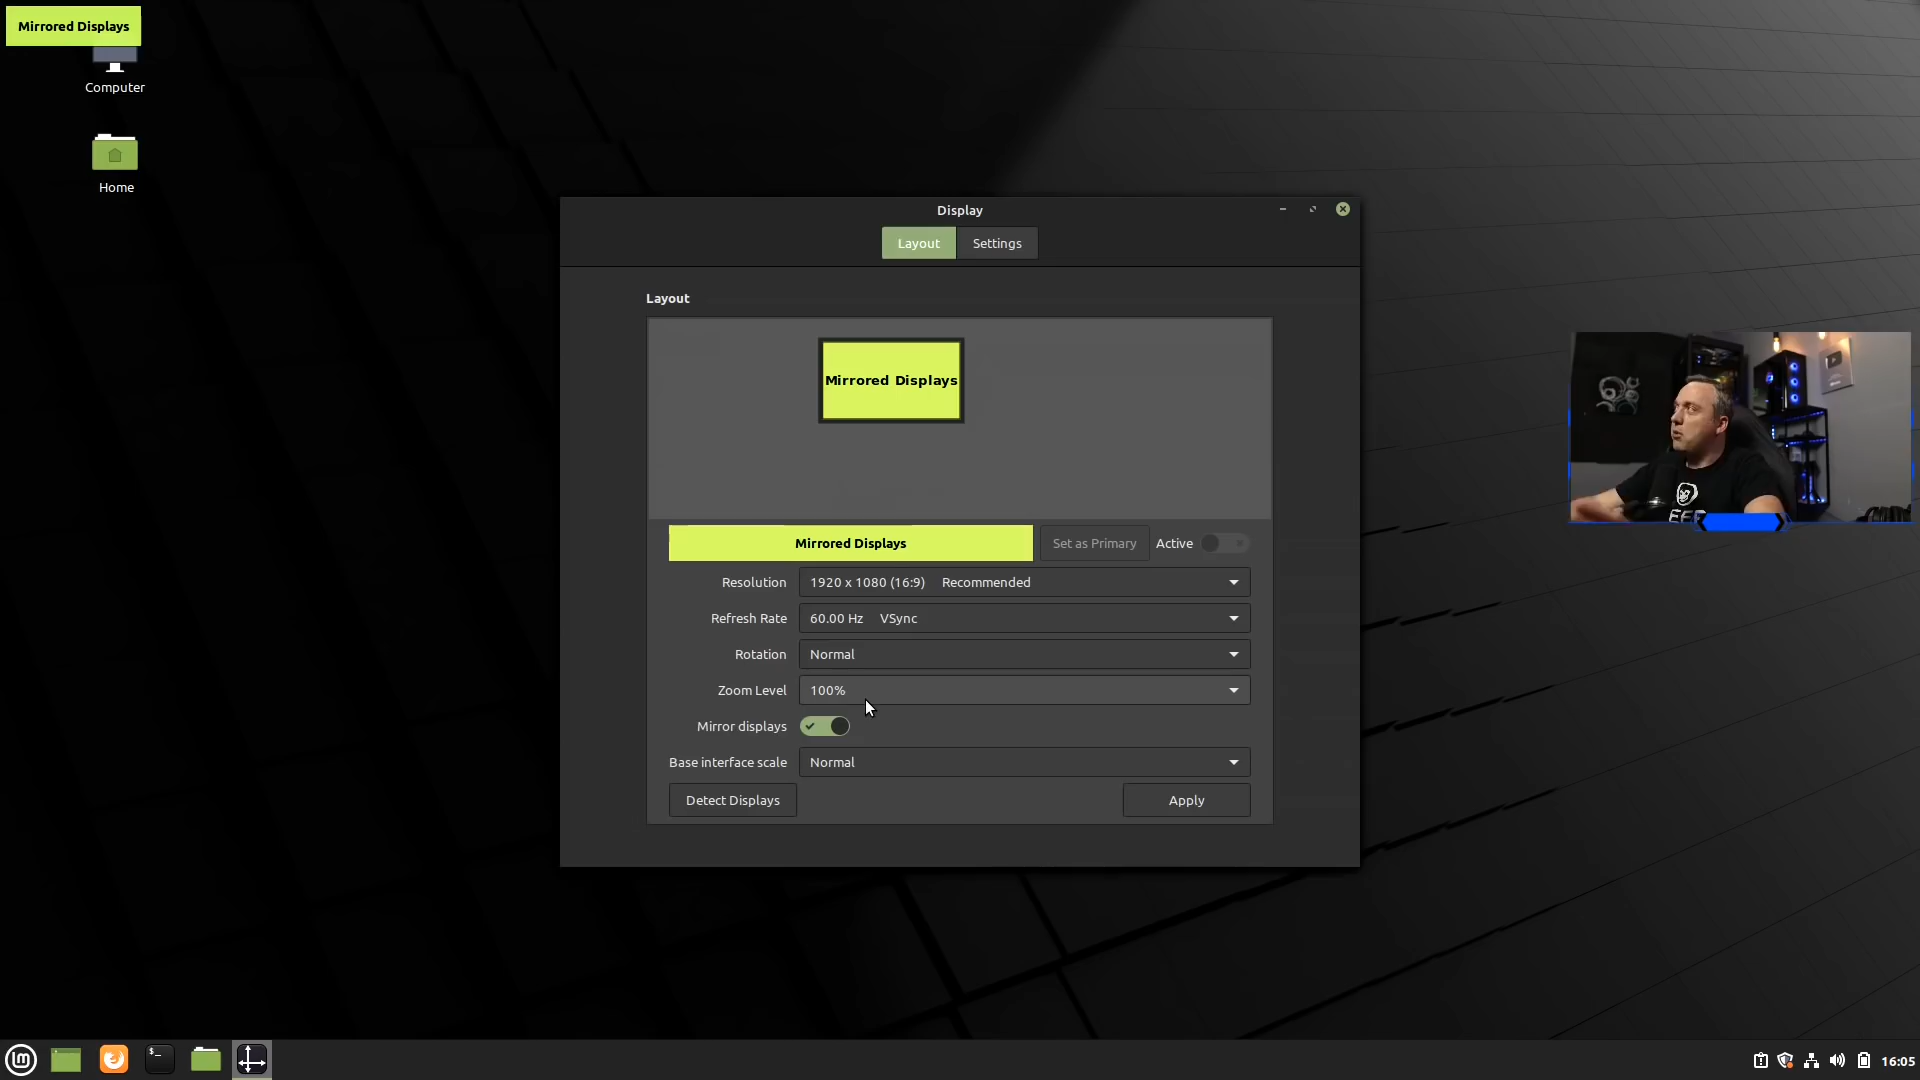 Mirrored Displays
Computer
Home
Display
Layout
Settings
Layout
Mirrored Displays
Mirrored Displays
Set as Primary
Active
Resolution
1920 x 1080 (16:9) Recommended
Refresh Rate
60.00 Hz VSync
Rotation
Normal
Zoom Level
100%
Mirror displays
Base interface scale
Normal
Detect Displays
Apply
16:05